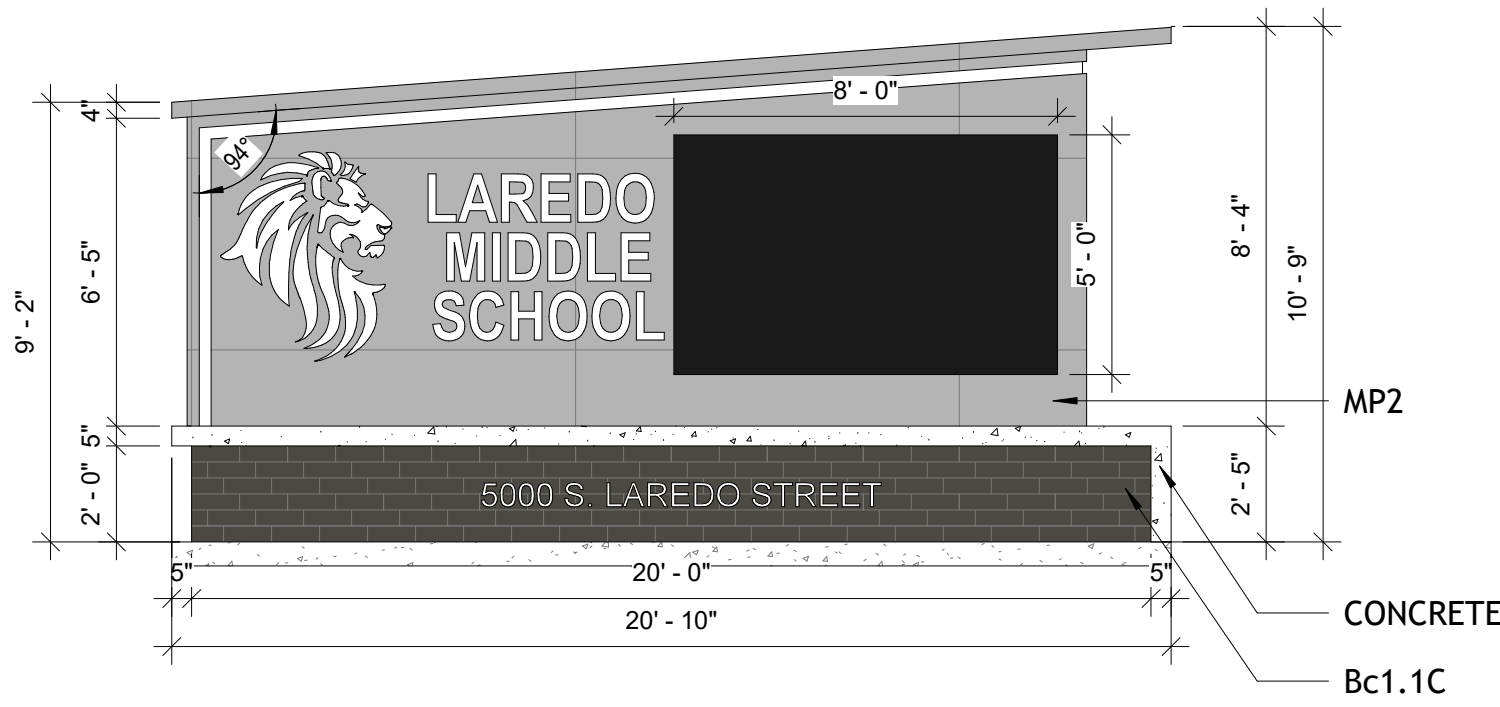 8' - 0"
4"
94°
LAREDO
MIDDLE
SCHOOL
6' - 5"
9' - 2"
5' - 0"
8' - 4"
10' - 9"
MP2
5"
2' - 0"
5000 S. LAREDO STREET
2' - 5"
5"
20' - 0"
5"
20' - 10"
CONCRETE
Bc1.1C